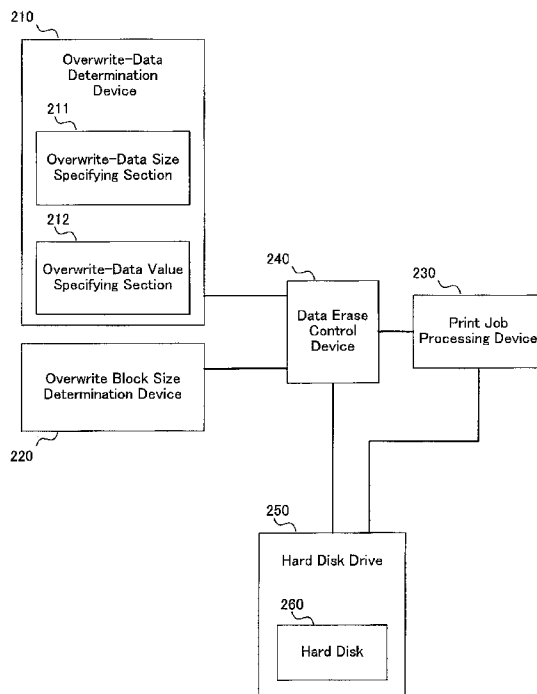 210
Overwrite-Data
Determination
Device
211
Overwrite-Data Size
Specifying Section
212
Overwrite-Data Value
Specifying Section
240
Data Erase
Control
Device
230
Print Job
Processing Device
Overwrite Block Size
Determination Device
220
250
Hard Disk Drive
260
Hard Disk